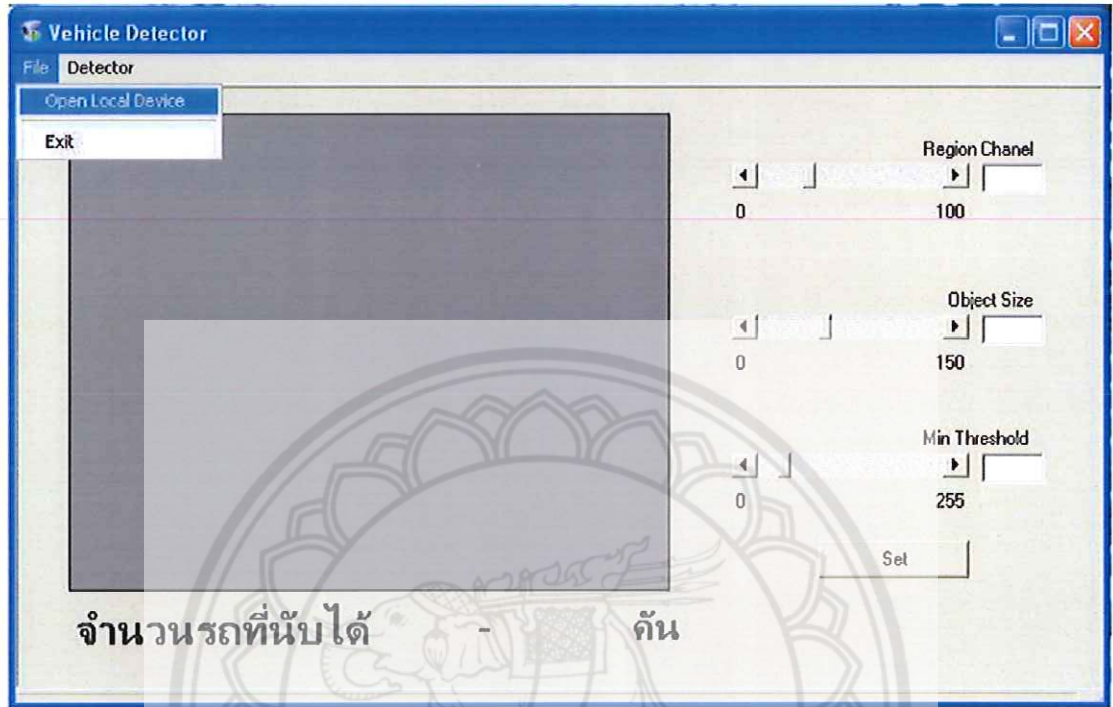 Vehicle Detector
File Detector
Open Local Device
Exit
Region Chanel
0 100
Object Size
0 150
Min Threshold
0 255
Set
จำนวนรถที่นับได้ - คัน